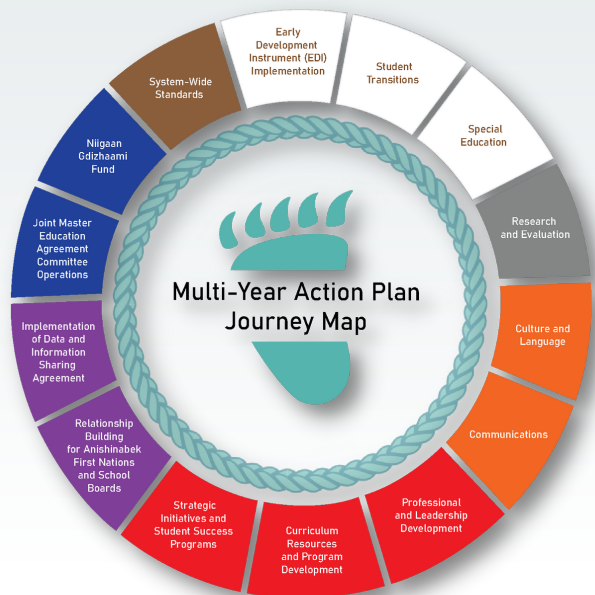 Early
Development
Instrument (EDI)
Implementation
Student
Transitions
Special
Education
Research
and Evaluation
Culture and
Language
Communications
Professional
and Leadership
Development
Curriculum
Resources
and Program
Development
Strategic
Initiatives and
Student Success
Programs
Relationship
Building
for Anishinabek
First Nations
and School
Boards
Implementation
of Data and
Information
Sharing
Agreement
Joint Master
Education
Agreement
Committee
Operations
Niigaan
Gdizhaami
Fund
System-Wide
Standards
Multi-Year Action Plan
Journey Map